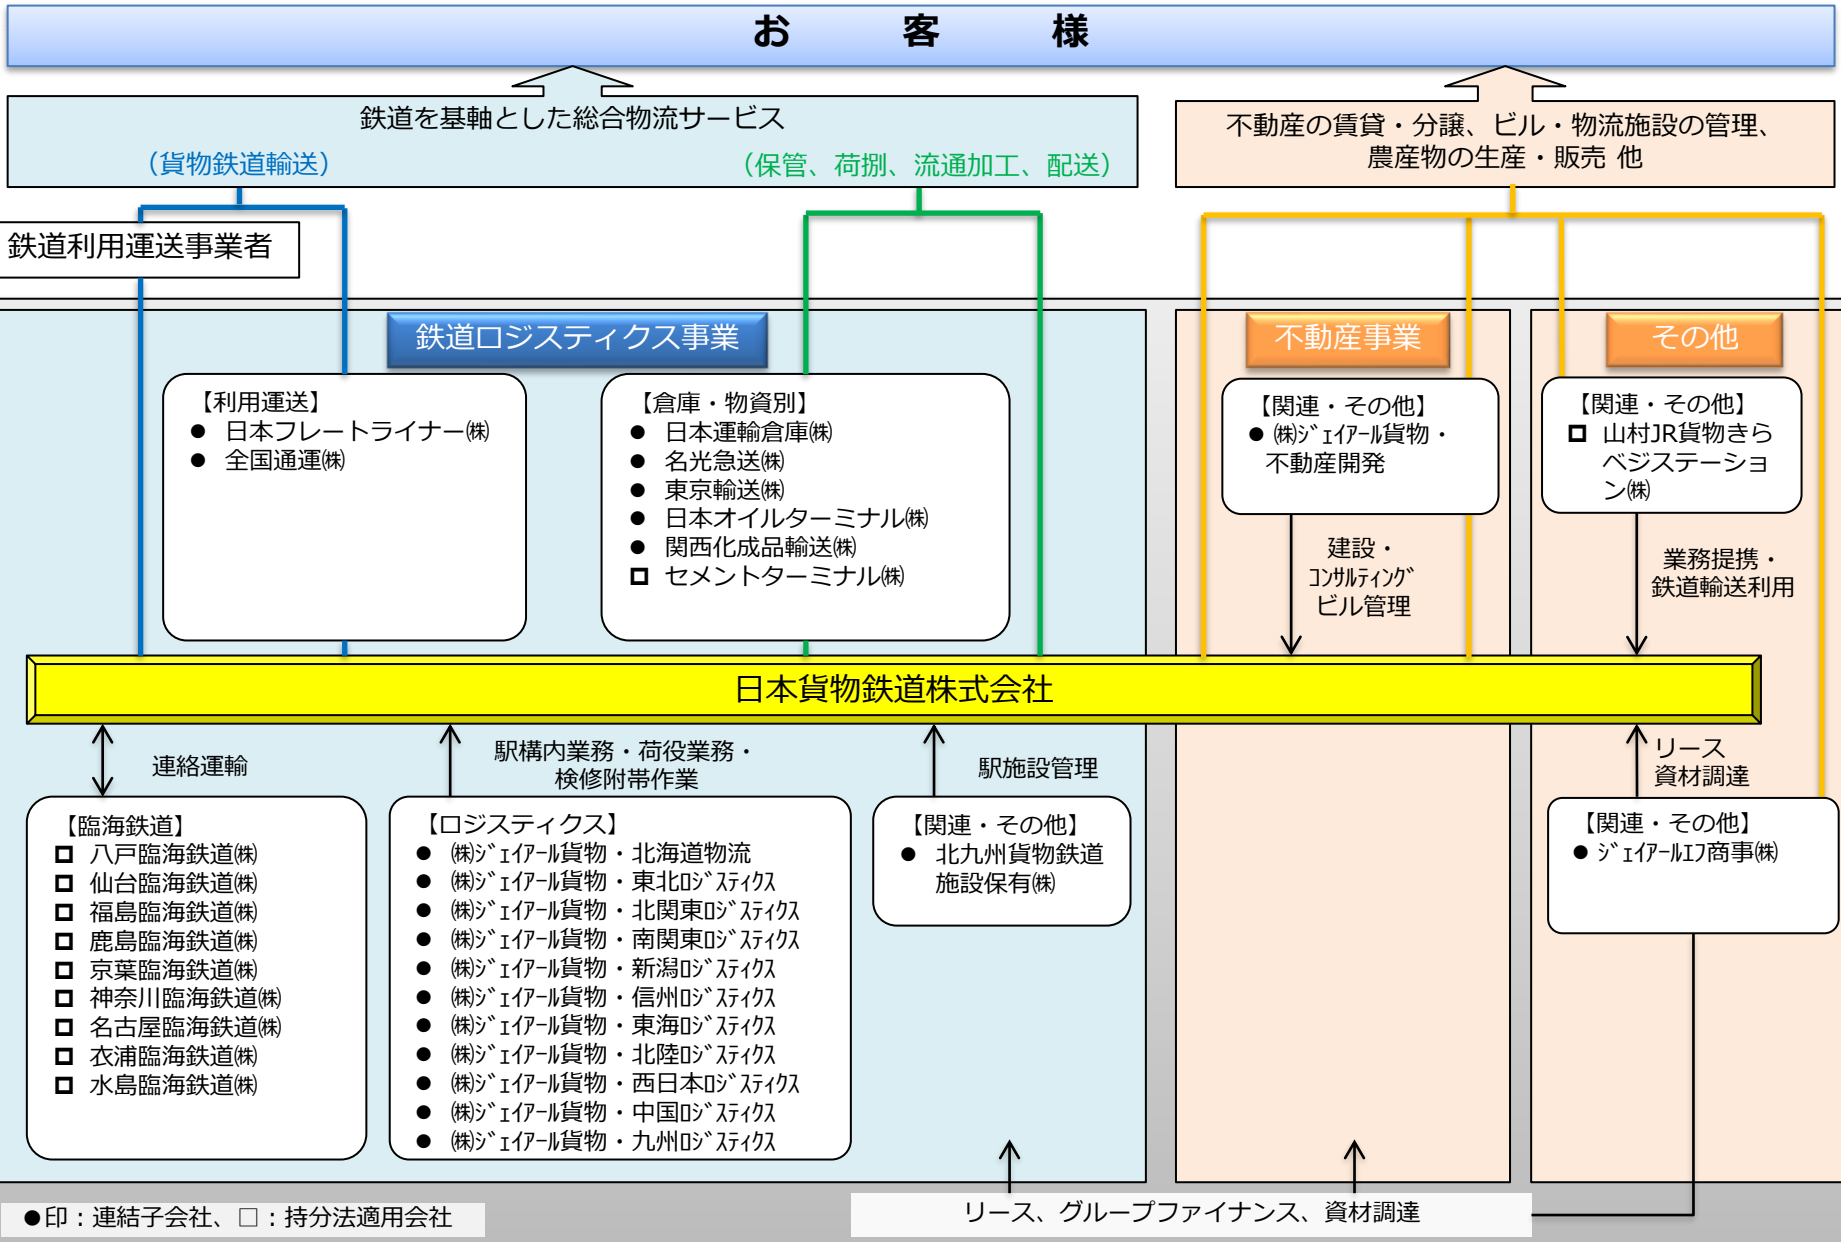 お客様
鉄道を基軸とした総合物流サービス
（貨物鉄道輸送）
（保管、荷捌、流通加工、配送）
不動産の賃貸・分譲、ビル・物流施設の管理、
農産物の生産・販売 他
鉄道利用運送事業者
鉄道ロジスティクス事業
不動産事業
その他
【利用運送】
● 日本フレートライナー㈱
● 全国通運㈱
【倉庫・物資別】
● 日本運輸倉庫㈱
● 名光急送㈱
● 東京輸送㈱
● 日本オイルターミナル㈱
● 関西化成品輸送㈱
□ セメントターミナル㈱
【関連・その他】
● ㈱ｼﾞｪｲｱｰﾙ貨物・
不動産開発
【関連・その他】
□ 山村JR貨物きら
ベジステーショ
ン㈱
建設・
ｺﾝｻﾙﾃｨﾝｸﾞ
ビル管理
業務提携・
鉄道輸送利用
日本貨物鉄道株式会社
連絡運輸
駅構内業務・荷役業務・
検修附帯作業
駅施設管理
リース
資材調達
【臨海鉄道】
□ 八戸臨海鉄道㈱
□ 仙台臨海鉄道㈱
□ 福島臨海鉄道㈱
□ 鹿島臨海鉄道㈱
□ 京葉臨海鉄道㈱
□ 神奈川臨海鉄道㈱
□ 名古屋臨海鉄道㈱
□ 衣浦臨海鉄道㈱
□ 水島臨海鉄道㈱
【ロジスティクス】
● ㈱ｼﾞｪｲｱｰﾙ貨物・北海道物流
● ㈱ｼﾞｪｲｱｰﾙ貨物・東北ﾛｼﾞｽﾃｨｸｽ
● ㈱ｼﾞｪｲｱｰﾙ貨物・北関東ﾛｼﾞｽﾃｨｸｽ
● ㈱ｼﾞｪｲｱｰﾙ貨物・南関東ﾛｼﾞｽﾃｨｸｽ
● ㈱ｼﾞｪｲｱｰﾙ貨物・新潟ﾛｼﾞｽﾃｨｸｽ
● ㈱ｼﾞｪｲｱｰﾙ貨物・信州ﾛｼﾞｽﾃｨｸｽ
● ㈱ｼﾞｪｲｱｰﾙ貨物・東海ﾛｼﾞｽﾃｨｸｽ
● ㈱ｼﾞｪｲｱｰﾙ貨物・北陸ﾛｼﾞｽﾃｨｸｽ
● ㈱ｼﾞｪｲｱｰﾙ貨物・西日本ﾛｼﾞｽﾃｨｸｽ
● ㈱ｼﾞｪｲｱｰﾙ貨物・中国ﾛｼﾞｽﾃｨｸｽ
● ㈱ｼﾞｪｲｱｰﾙ貨物・九州ﾛｼﾞｽﾃｨｸｽ
【関連・その他】
● 北九州貨物鉄道
施設保有㈱
【関連・その他】
● ｼﾞｪｲｱｰﾙｴﾌ商事㈱
●印：連結子会社、□：持分法適用会社
リース、グループファイナンス、資材調達